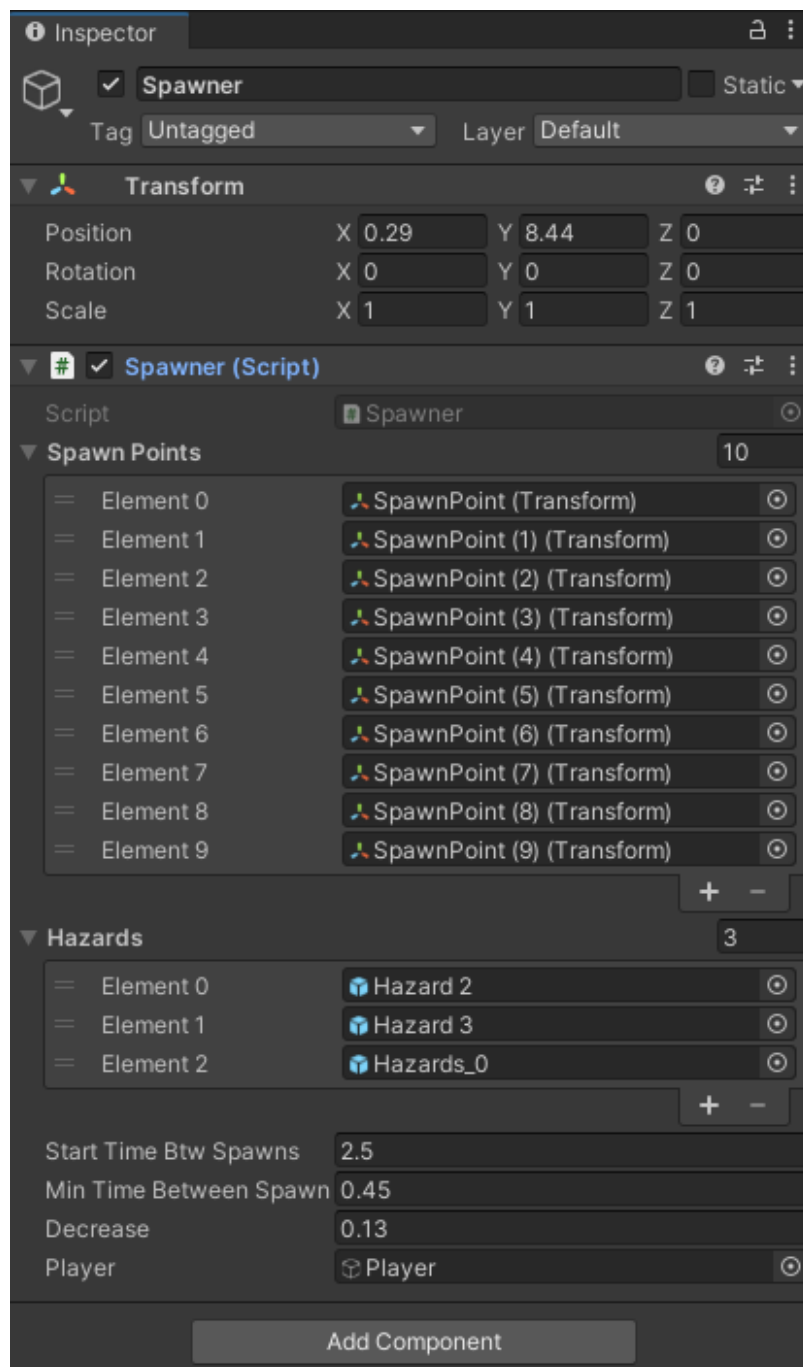 Inspector
Spawner Static
Tag Untagged Layer Default
Transform
Position X 0.29 Y 8.44 Z 0
Rotation X 0 Y 0 Z 0
Scale X 1 Y 1 Z 1
# Spawner (Script)
Script # Spawner
Spawn Points 10
Element 0 SpawnPoint (Transform)
Element 1 SpawnPoint (1) (Transform)
Element 2 SpawnPoint (2) (Transform)
Element 3 SpawnPoint (3) (Transform)
Element 4 SpawnPoint (4) (Transform)
Element 5 SpawnPoint (5) (Transform)
Element 6 SpawnPoint (6) (Transform)
Element 7 SpawnPoint (7) (Transform)
Element 8 SpawnPoint (8) (Transform)
Element 9 SpawnPoint (9) (Transform)
+ −
Hazards 3
Element 0 Hazard 2
Element 1 Hazard 3
Element 2 Hazards_0
+ −
Start Time Btw Spawns 2.5
Min Time Between Spawn 0.45
Decrease 0.13
Player Player
Add Component